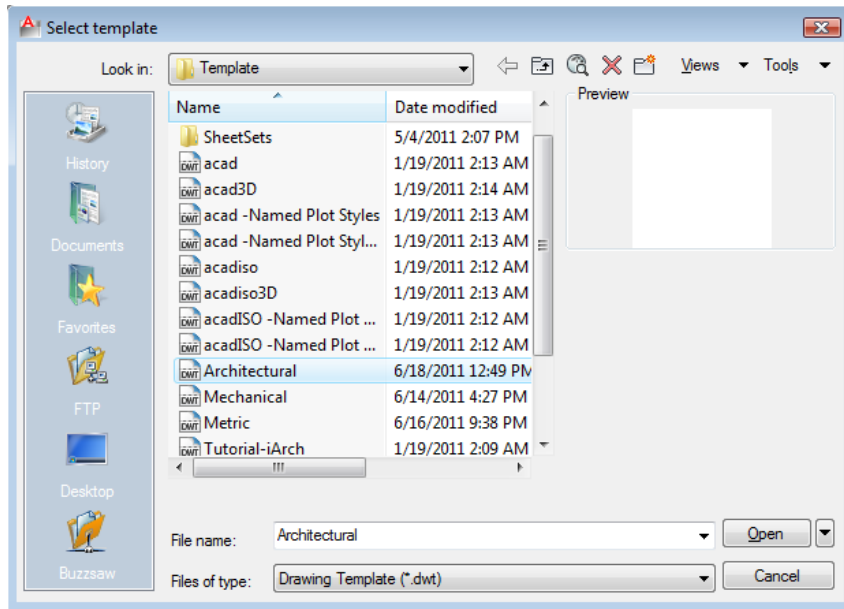 Select template
Look in: Template Views Tools
Name Date modified Preview
SheetSets 5/4/2011 2:07 PM
acad 1/19/2011 2:13 AM
acad3D 1/19/2011 2:14 AM
acad -Named Plot Styles 1/19/2011 2:13 AM
acad -Named Plot Styl... 1/19/2011 2:13 AM
acadiso 1/19/2011 2:12 AM
acadiso3D 1/19/2011 2:13 AM
acadISO -Named Plot ... 1/19/2011 2:12 AM
acadISO -Named Plot ... 1/19/2011 2:12 AM
Architectural 6/18/2011 12:49 PM
Mechanical 6/14/2011 4:27 PM
Metric 6/16/2011 9:38 PM
Tutorial-iArch 1/19/2011 2:09 AM
History
Documents
Favorites
FTP
Desktop
Buzzsaw
File name: Architectural Open
Files of type: Drawing Template (*.dwt) Cancel